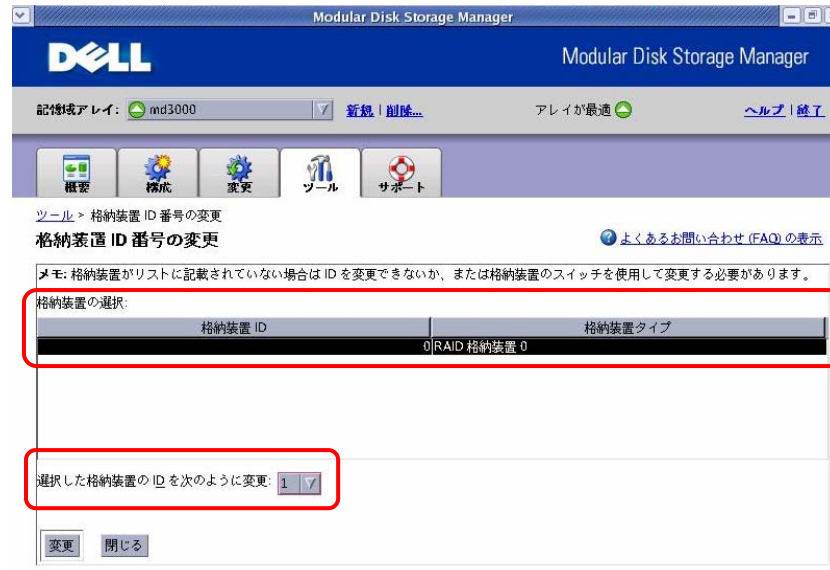 Modular Disk Storage Manager
DELL
Modular Disk Storage Manager
記憶域アレイ: md3000 新規 | 削除... アレイが最適 ヘルプ | 終了
概要 構成 変更 ツール サポート
ツール > 格納装置 ID 番号の変更
格納装置 ID 番号の変更 よくあるお問い合わせ (FAQ) の表示
メモ: 格納装置がリストに記載されていない場合は ID を変更できないか、または格納装置のスイッチを使用して変更する必要があります。
格納装置の選択:
格納装置 ID 格納装置タイプ
0 RAID 格納装置 0
選択した格納装置の ID を次のように変更: 1
変更 閉じる